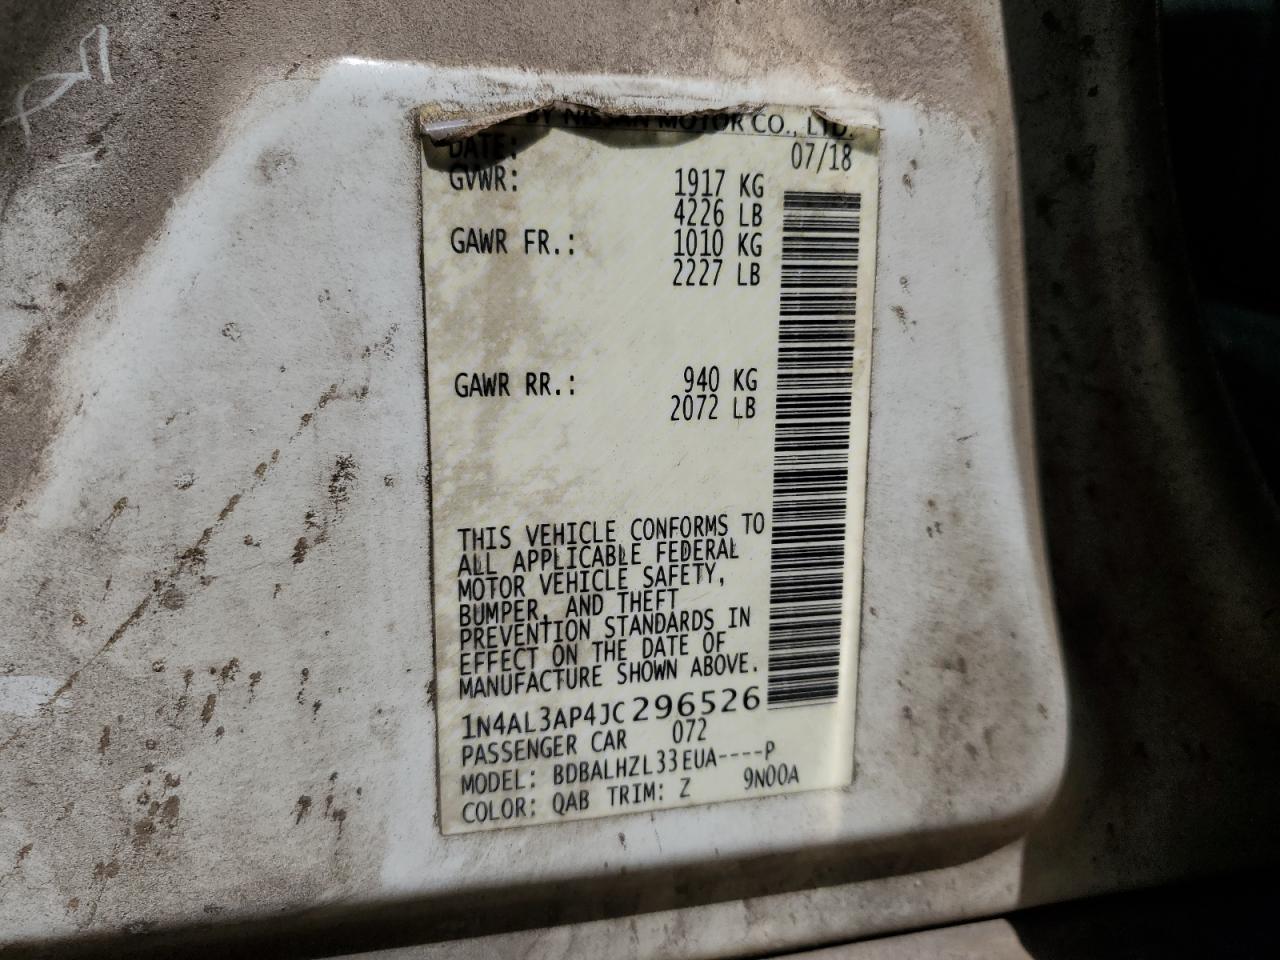 BY NISSAN MOTOR CO., LTD.
DATE: 07/18
GVWR: 1917 KG
4226 LB
GAWR FR.: 1010 KG
2227 LB
GAWR RR.: 940 KG
2072 LB
THIS VEHICLE CONFORMS TO
ALL APPLICABLE FEDERAL
MOTOR VEHICLE SAFETY,
BUMPER, AND THEFT
PREVENTION STANDARDS IN
EFFECT ON THE DATE OF
MANUFACTURE SHOWN ABOVE.
1N4AL3AP4JC296526
PASSENGER CAR 072
MODEL: BDBALHZL33EUA----P
COLOR: QAB TRIM: Z 9N00A